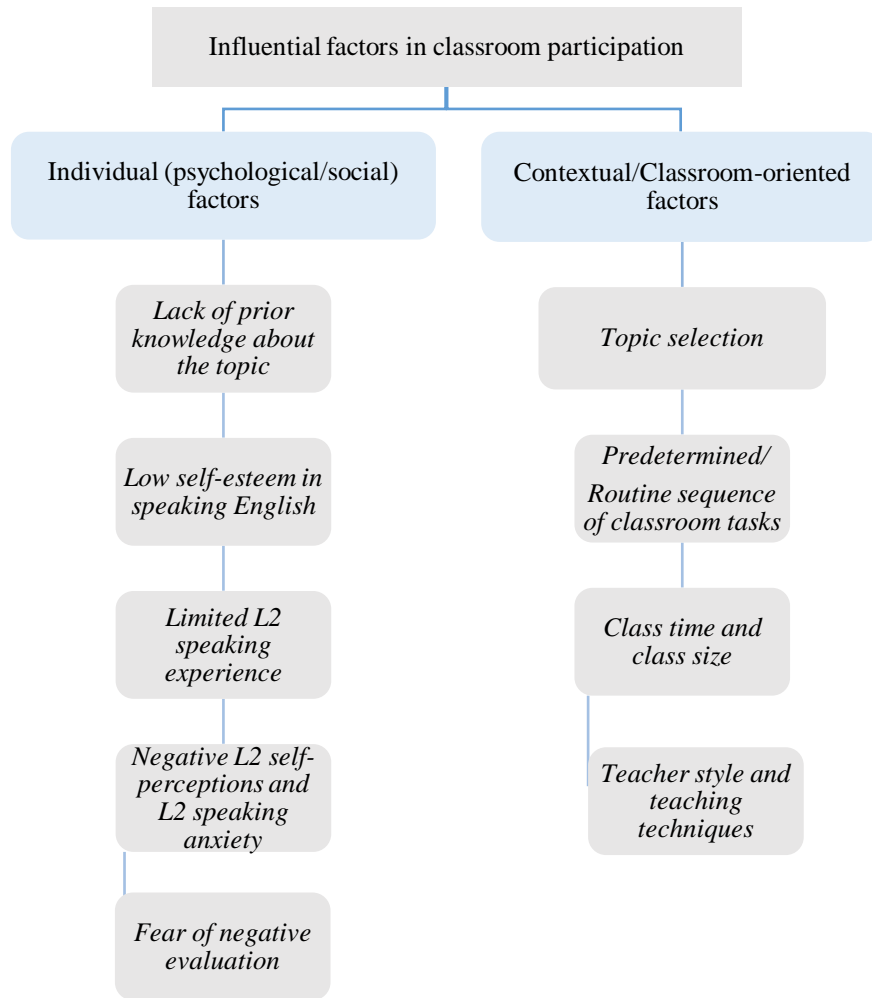 Influential factors in classroom participation
Individual (psychological/social)
factors
Lack of prior
knowledge about
the topic
Low self-esteem in
speaking English
Limited L2
speaking
experience
Negative L2 self-
perceptions and
L2 speaking
anxiety
Fear of negative
evaluation
Contextual/Classroom-oriented
factors
Topic selection
Predetermined/
Routine sequence
of classroom tasks
Class time and
class size
Teacher style and
teaching
techniques